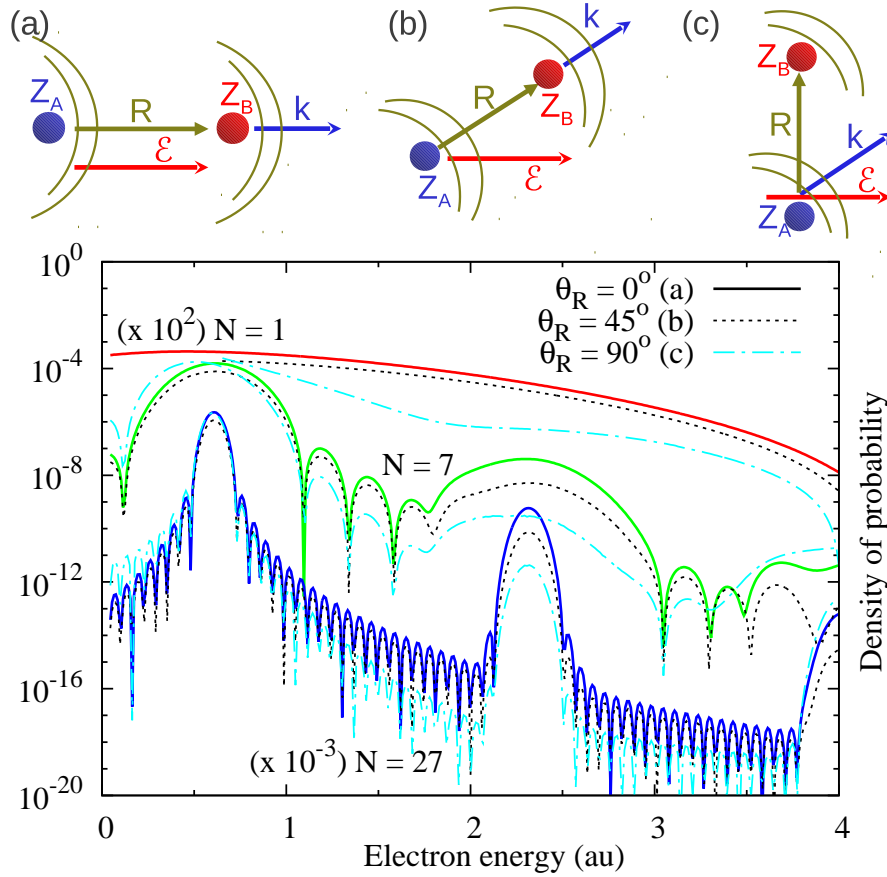 (a)
Z_A
R
Z_B
k
ℰ
(b)
k
R
Z_B
Z_A
ℰ
(c)
Z_B
R
k
ℰ
Z_A
10^0
10^-4
10^-8
10^-12
10^-16
10^-20
(x 10^2) N = 1
θ_R = 0^o (a)
θ_R = 45^o (b)
θ_R = 90^o (c)
N = 7
(x 10^-3) N = 27
0 1 2 3 4
Electron energy (au)
Density of probability